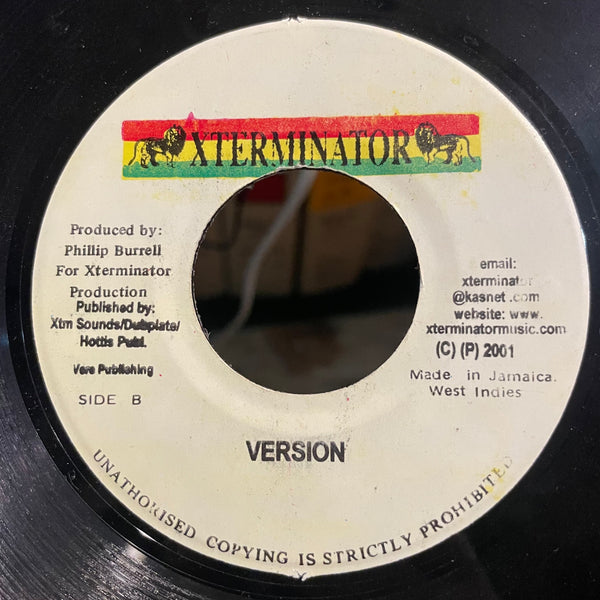 XTERMINATOR
Produced by:
Phillip Burrell
For Xterminator
Production
Published by:
Xtm Sounds/Dubplate/
Hottis Publ.
Vere Publishing
SIDE B
email:
xterminator
@kasnet.com
website: www.
xterminatormusic.com
(C) (P) 2001
Made in Jamaica.
West Indies
VERSION
UNATHORISED COPYING IS STRICTLY PROHIBITED